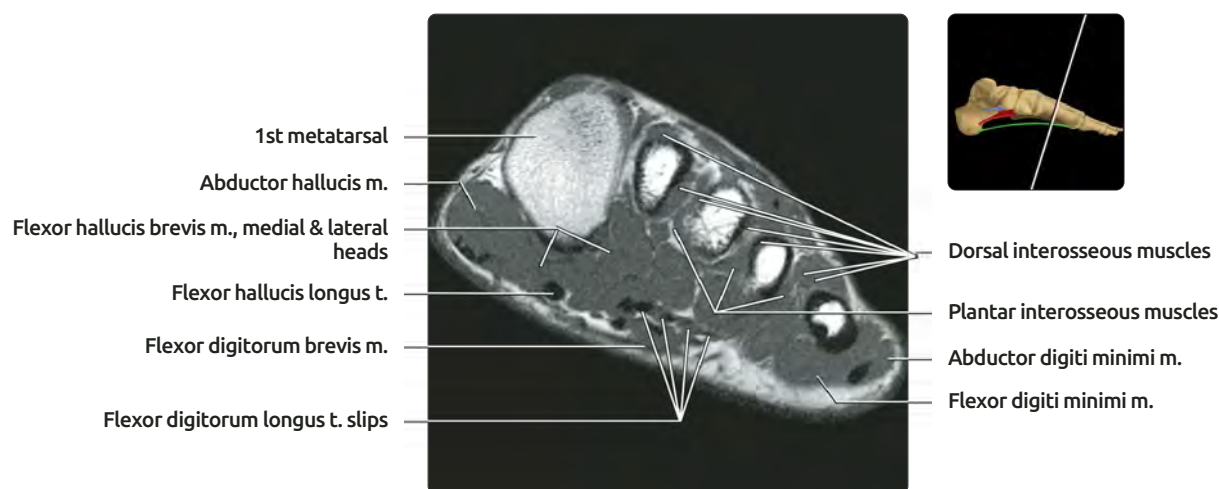 1st metatarsal
Abductor hallucis m.
Flexor hallucis brevis m., medial & lateral
heads
Flexor hallucis longus t.
Flexor digitorum brevis m.
Flexor digitorum longus t. slips
Dorsal interosseous muscles
Plantar interosseous muscles
Abductor digiti minimi m.
Flexor digiti minimi m.